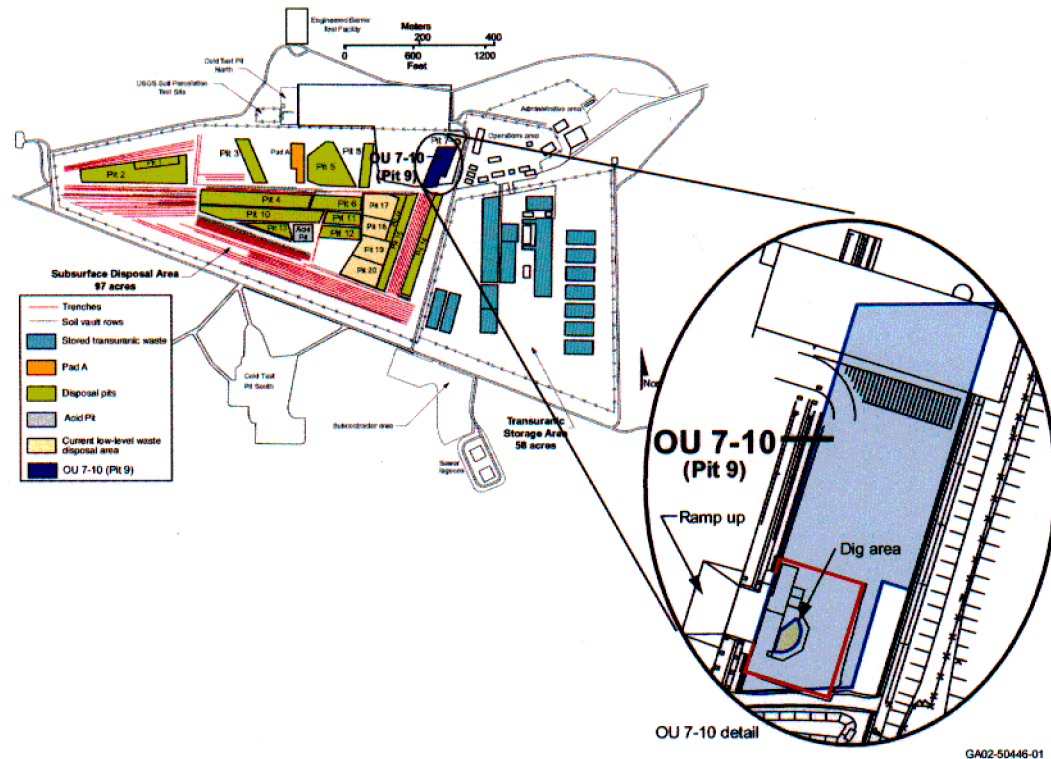 Engineered Barrier
Test Facility
Meters
200
400
0
600
1200
Feet
Cold Test Pit
North
USGS Soil Percolation
Test Site
Administrative area
Operations area
Pit 3
Pad A
Pit 5
Pit 8
Pit 7
OU 7-10
(Pit 9)
Pit 1
Pit 2
Pit 4
Pit 6
Pit 17
Pit 10
Pit 11
Pit 18
Pit 13
Acid
Pit
Pit 12
Pit 19
Pit 20
Subsurface Disposal Area
97 acres
Trenches
Soil vault rows
Stored transuranic waste
Pad A
Disposal pits
Acid Pit
Current low-level waste
disposal area
OU 7-10 (Pit 9)
Cold Test
Pit South
Subcontractor area
Sewer
lagoons
Transuranic
Storage Area
58 acres
OU 7-10
(Pit 9)
Ramp up
Dig area
OU 7-10 detail
GA02-50446-01